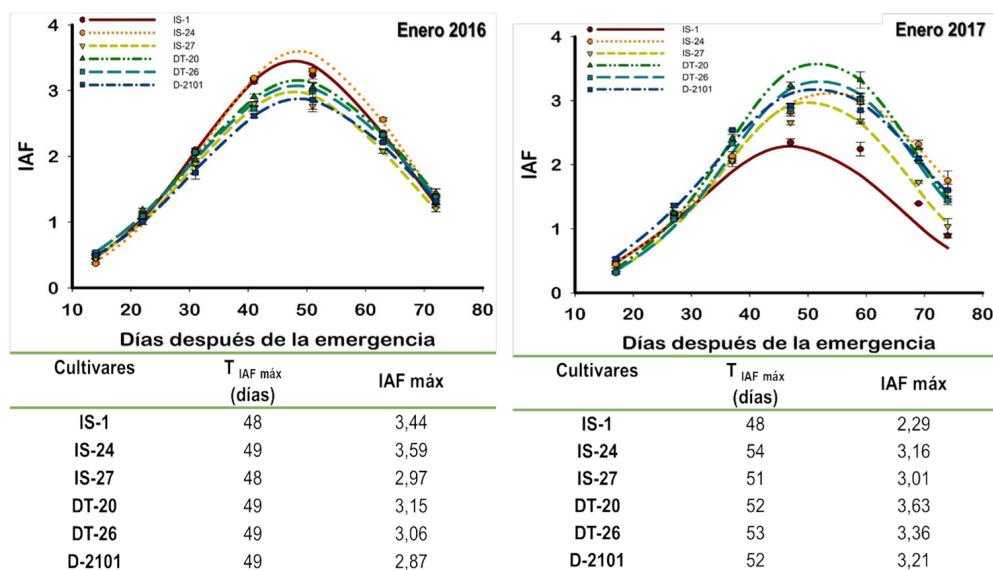 Enero 2016
IS-1
IS-24
IS-27
DT-20
DT-26
D-2101
IAF
4
3
2
1
0
10 20 30 40 50 60 70 80
Días después de la emergencia
Cultivares T IAF máx (días) IAF máx
IS-1 48 3,44
IS-24 49 3,59
IS-27 48 2,97
DT-20 49 3,15
DT-26 49 3,06
D-2101 49 2,87
Enero 2017
IS-1
IS-24
IS-27
DT-20
DT-26
D-2101
IAF
4
3
2
1
0
10 20 30 40 50 60 70 80
Días después de la emergencia
Cultivares T IAF máx (días) IAF máx
IS-1 48 2,29
IS-24 54 3,16
IS-27 51 3,01
DT-20 52 3,63
DT-26 53 3,36
D-2101 52 3,21